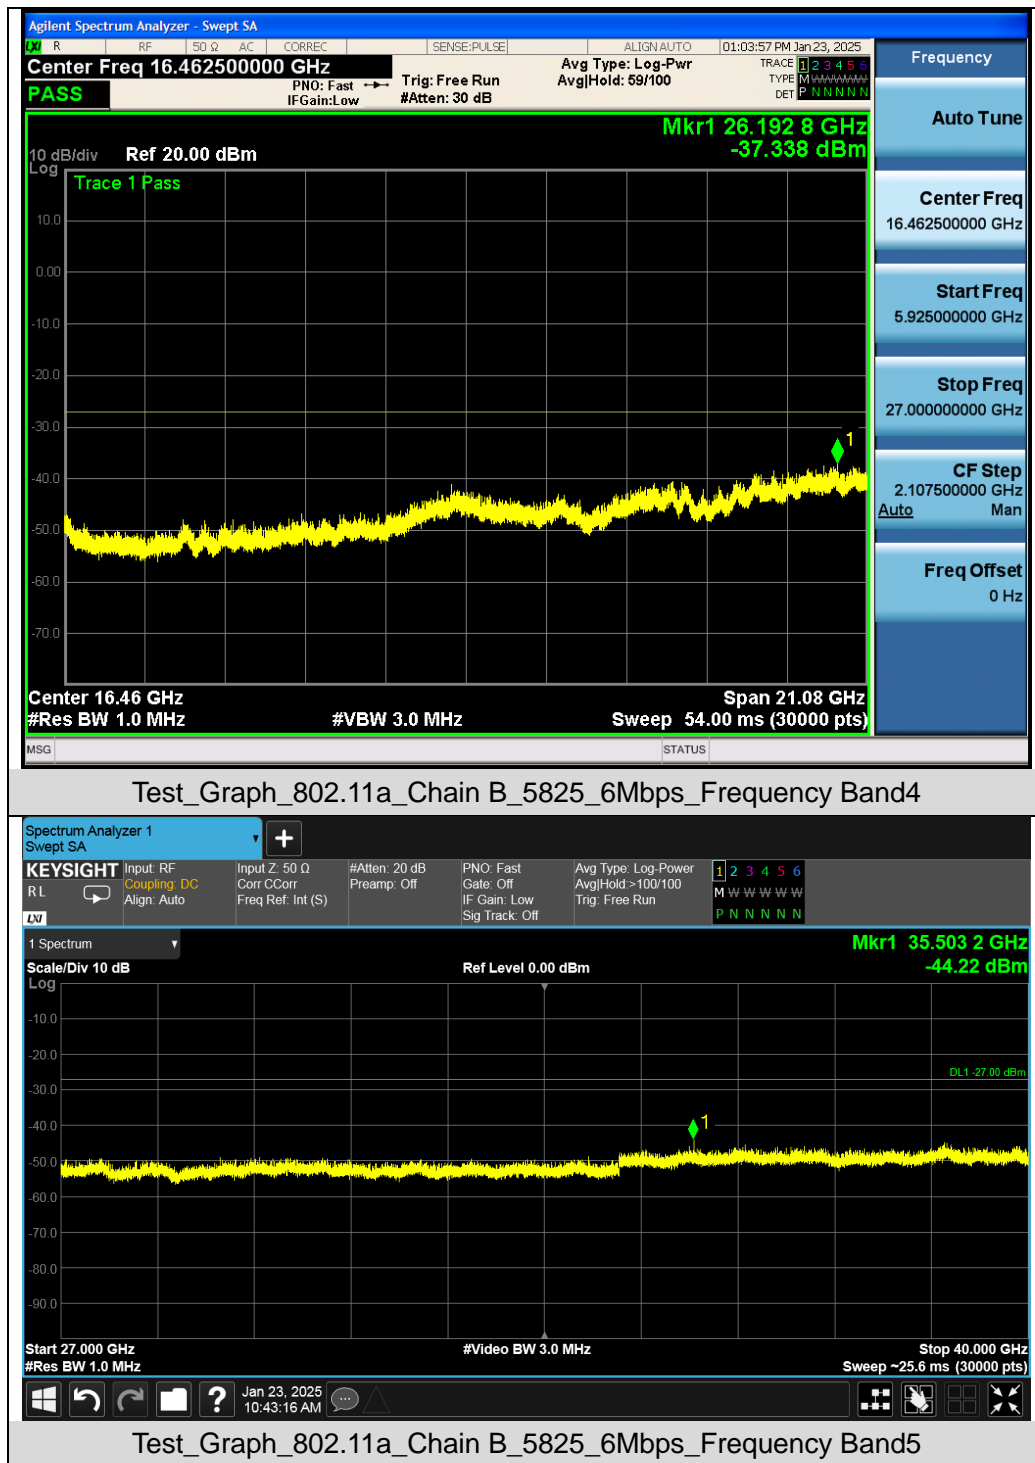 Agilent Spectrum Analyzer - Swept SA
LXI R RF 50 Ω AC CORREC SENSE:PULSE ALIGN AUTO 01:03:57 PM Jan 23, 2025
Center Freq 16.462500000 GHz
PASS
PNO: Fast
IFGain:Low
Trig: Free Run
#Atten: 30 dB
Avg Type: Log-Pwr
Avg|Hold: 59/100
TRACE 1 2 3 4 5 6
TYPE M W W W W W
DET P N N N N N
Mkr1 26.192 8 GHz
-37.338 dBm
10 dB/div Ref 20.00 dBm
Log
Trace 1 Pass
10.0
0.00
-10.0
-20.0
-30.0
-40.0
-50.0
-60.0
-70.0
1
Center 16.46 GHz Span 21.08 GHz
#Res BW 1.0 MHz #VBW 3.0 MHz Sweep 54.00 ms (30000 pts)
MSG STATUS
Frequency
Auto Tune
Center Freq
16.462500000 GHz
Start Freq
5.925000000 GHz
Stop Freq
27.000000000 GHz
CF Step
2.107500000 GHz
Auto Man
Freq Offset
0 Hz
Test_Graph_802.11a_Chain B_5825_6Mbps_Frequency Band4
Spectrum Analyzer 1
Swept SA
+
KEYSIGHT
R L
LXI
Input: RF
Coupling: DC
Align: Auto
Input Z: 50 Ω
Corr CCorr
Freq Ref: Int (S)
#Atten: 20 dB
Preamp: Off
PNO: Fast
Gate: Off
IF Gain: Low
Sig Track: Off
Avg Type: Log-Power
Avg|Hold:>100/100
Trig: Free Run
1 2 3 4 5 6
M W W W W W
P N N N N N
1 Spectrum
Mkr1 35.503 2 GHz
-44.22 dBm
Scale/Div 10 dB Ref Level 0.00 dBm
Log
-10.0
-20.0
-30.0
-40.0
-50.0
-60.0
-70.0
-80.0
-90.0
DL1 -27.00 dBm
1
Start 27.000 GHz #Video BW 3.0 MHz Stop 40.000 GHz
#Res BW 1.0 MHz Sweep ~25.6 ms (30000 pts)
?
Jan 23, 2025
10:43:16 AM
Test_Graph_802.11a_Chain B_5825_6Mbps_Frequency Band5